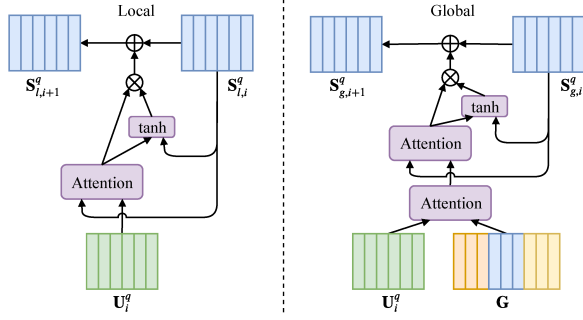 Local
Global
S^q_{l,i+1}
S^q_{l,i}
S^q_{g,i+1}
S^q_{g,i}
tanh
tanh
Attention
Attention
Attention
U^q_i
U^q_i
G